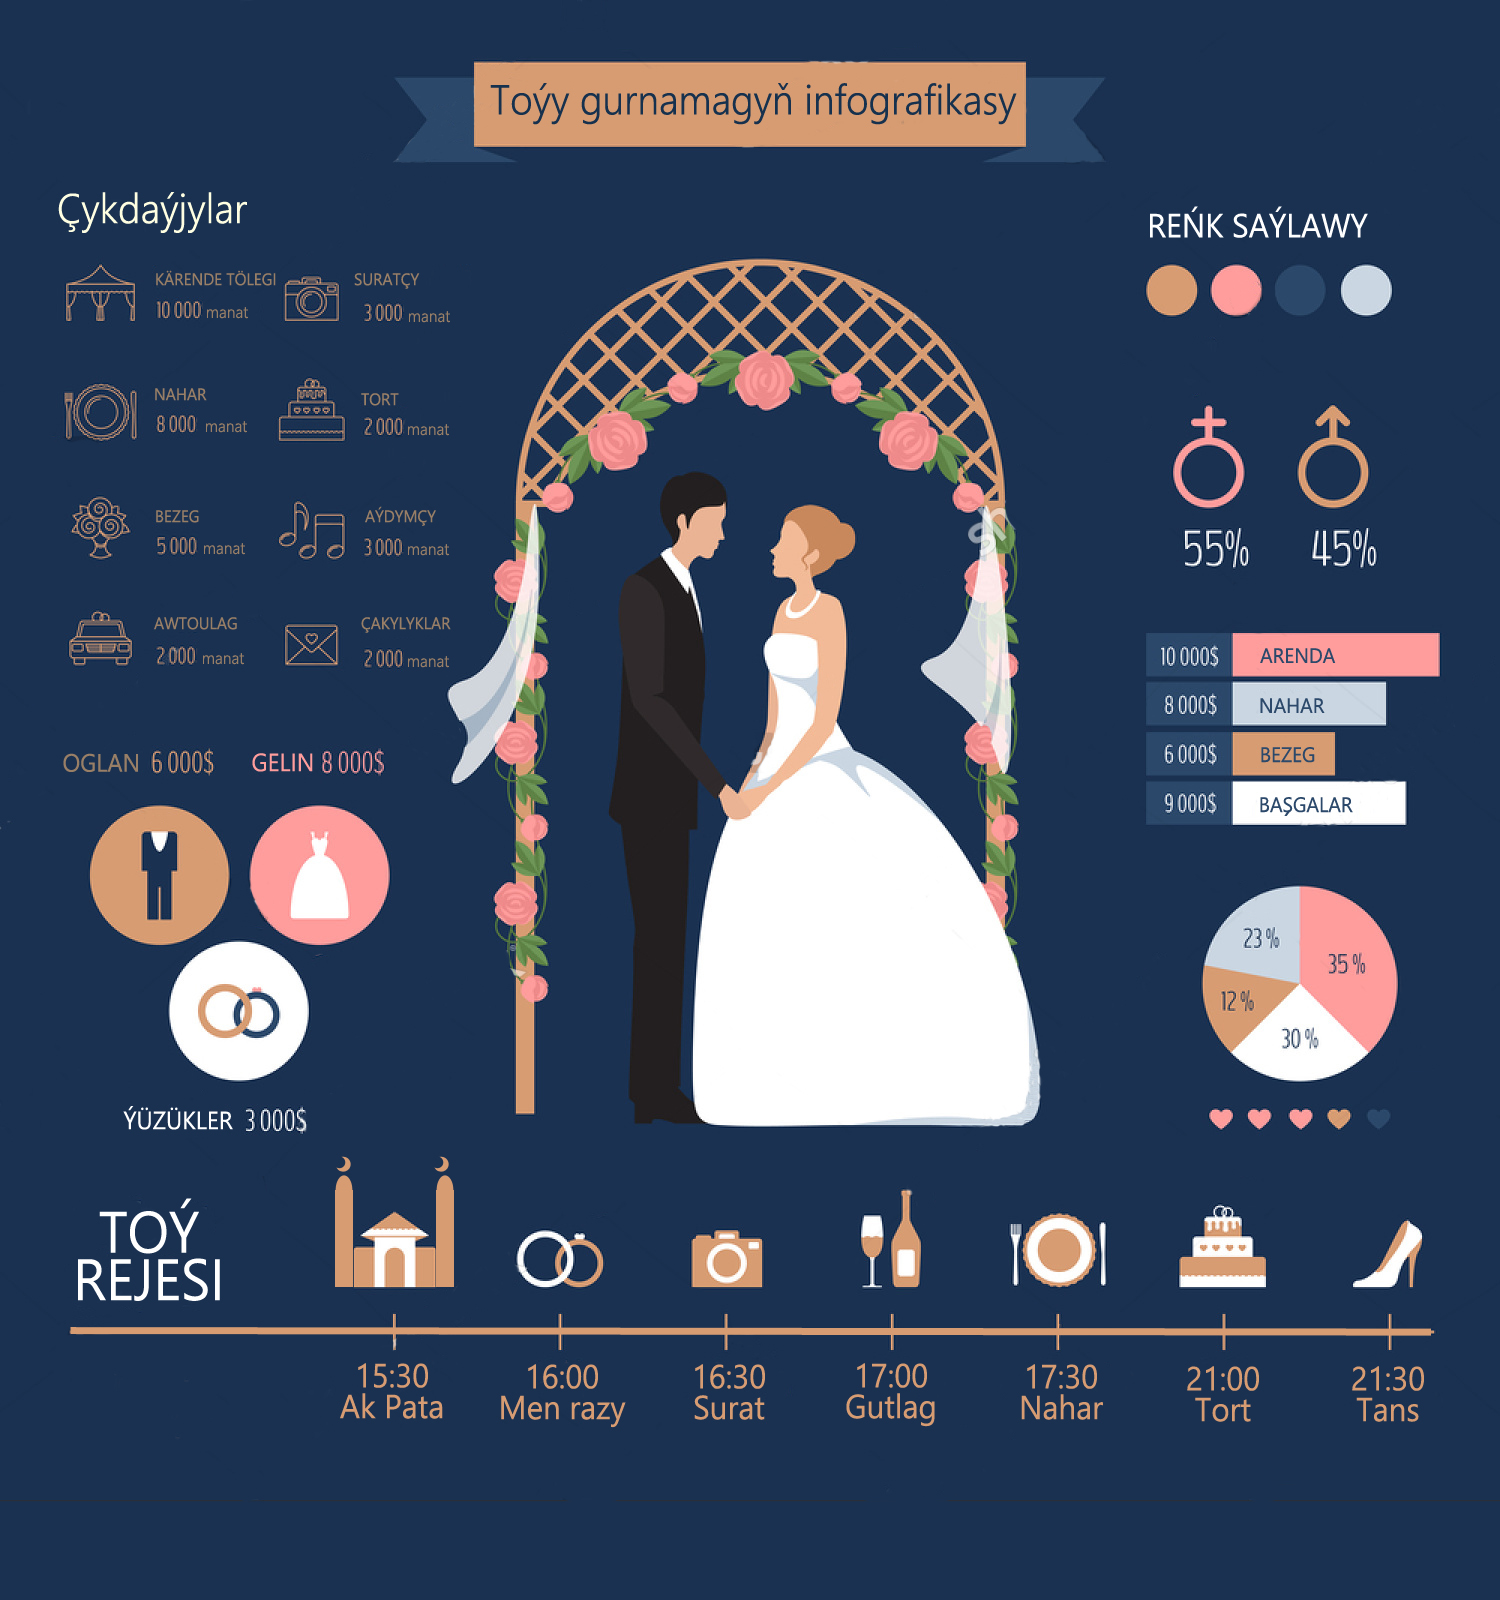 Toýy gurnamagyň infografikasy
Çykdaýjylar
KÄRENDE TÖLEGI
10 000 manat
SURATÇY
3 000 manat
NAHAR
8 000 manat
TORT
2 000 manat
BEZEG
5 000 manat
AÝDYMÇY
3 000 manat
AWTOULAG
2 000 manat
ÇAKYLYKLAR
2 000 manat
OGLAN 6 000$
GELIN 8 000$
ÝÜZÜKLER 3 000$
REŃK SAÝLAWY
55%
45%
10 000$ ARENDA
8 000$ NAHAR
6 000$ BEZEG
9 000$ BAŞGALAR
23 %
35 %
12 %
30 %
TOÝ
REJESI
15:30
Ak Pata
16:00
Men razy
16:30
Surat
17:00
Gutlag
17:30
Nahar
21:00
Tort
21:30
Tans